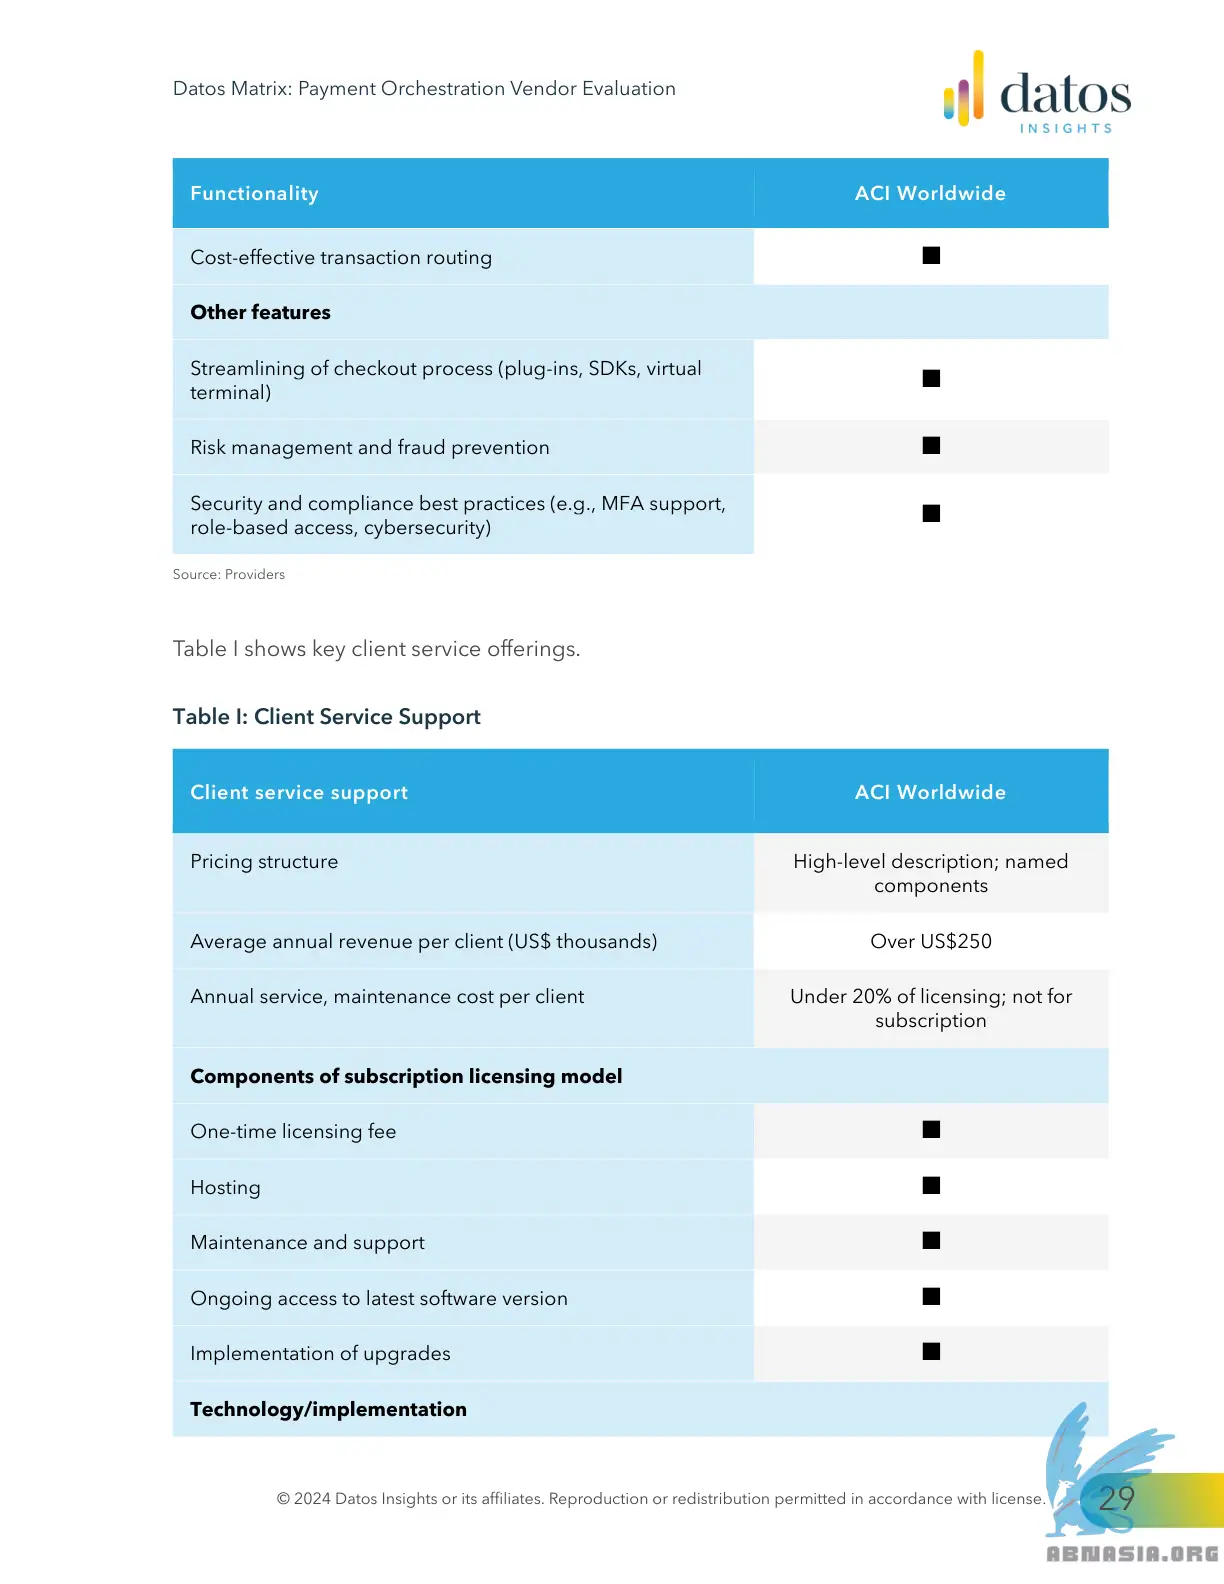 Datos Matrix: Payment Orchestration Vendor Evaluation
datos
INSIGHTS
Functionality
ACI Worldwide
Cost-effective transaction routing
■
Other features
Streamlining of checkout process (plug-ins, SDKs, virtual
terminal)
■
Risk management and fraud prevention
■
Security and compliance best practices (e.g., MFA support,
role-based access, cybersecurity)
■
Source: Providers
Table I shows key client service offerings.
Table I: Client Service Support
Client service support
ACI Worldwide
Pricing structure
High-level description; named
components
Average annual revenue per client (US$ thousands)
Over US$250
Annual service, maintenance cost per client
Under 20% of licensing; not for
subscription
Components of subscription licensing model
One-time licensing fee
■
Hosting
■
Maintenance and support
■
Ongoing access to latest software version
■
Implementation of upgrades
■
Technology/implementation
© 2024 Datos Insights or its affiliates. Reproduction or redistribution permitted in accordance with license.
29
ABNASIA.ORG